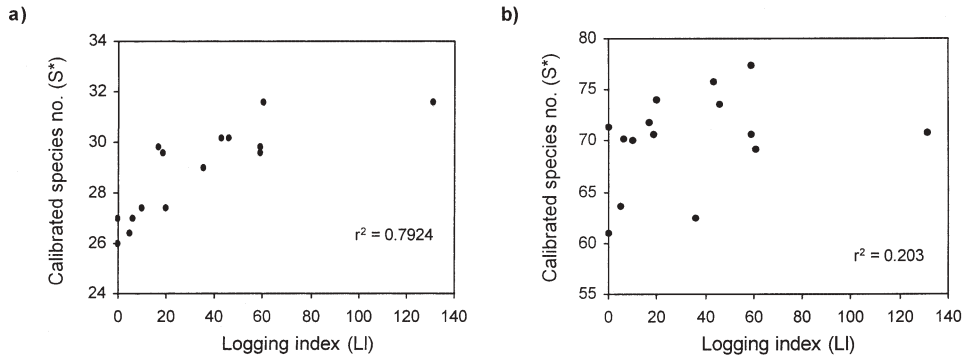 a)
Calibrated species no. (S*)
34
32
30
28
26
24
r² = 0.7924
0 20 40 60 80 100 120 140
Logging index (LI)
b)
Calibrated species no. (S*)
80
75
70
65
60
55
r² = 0.203
0 20 40 60 80 100 120 140
Logging index (LI)